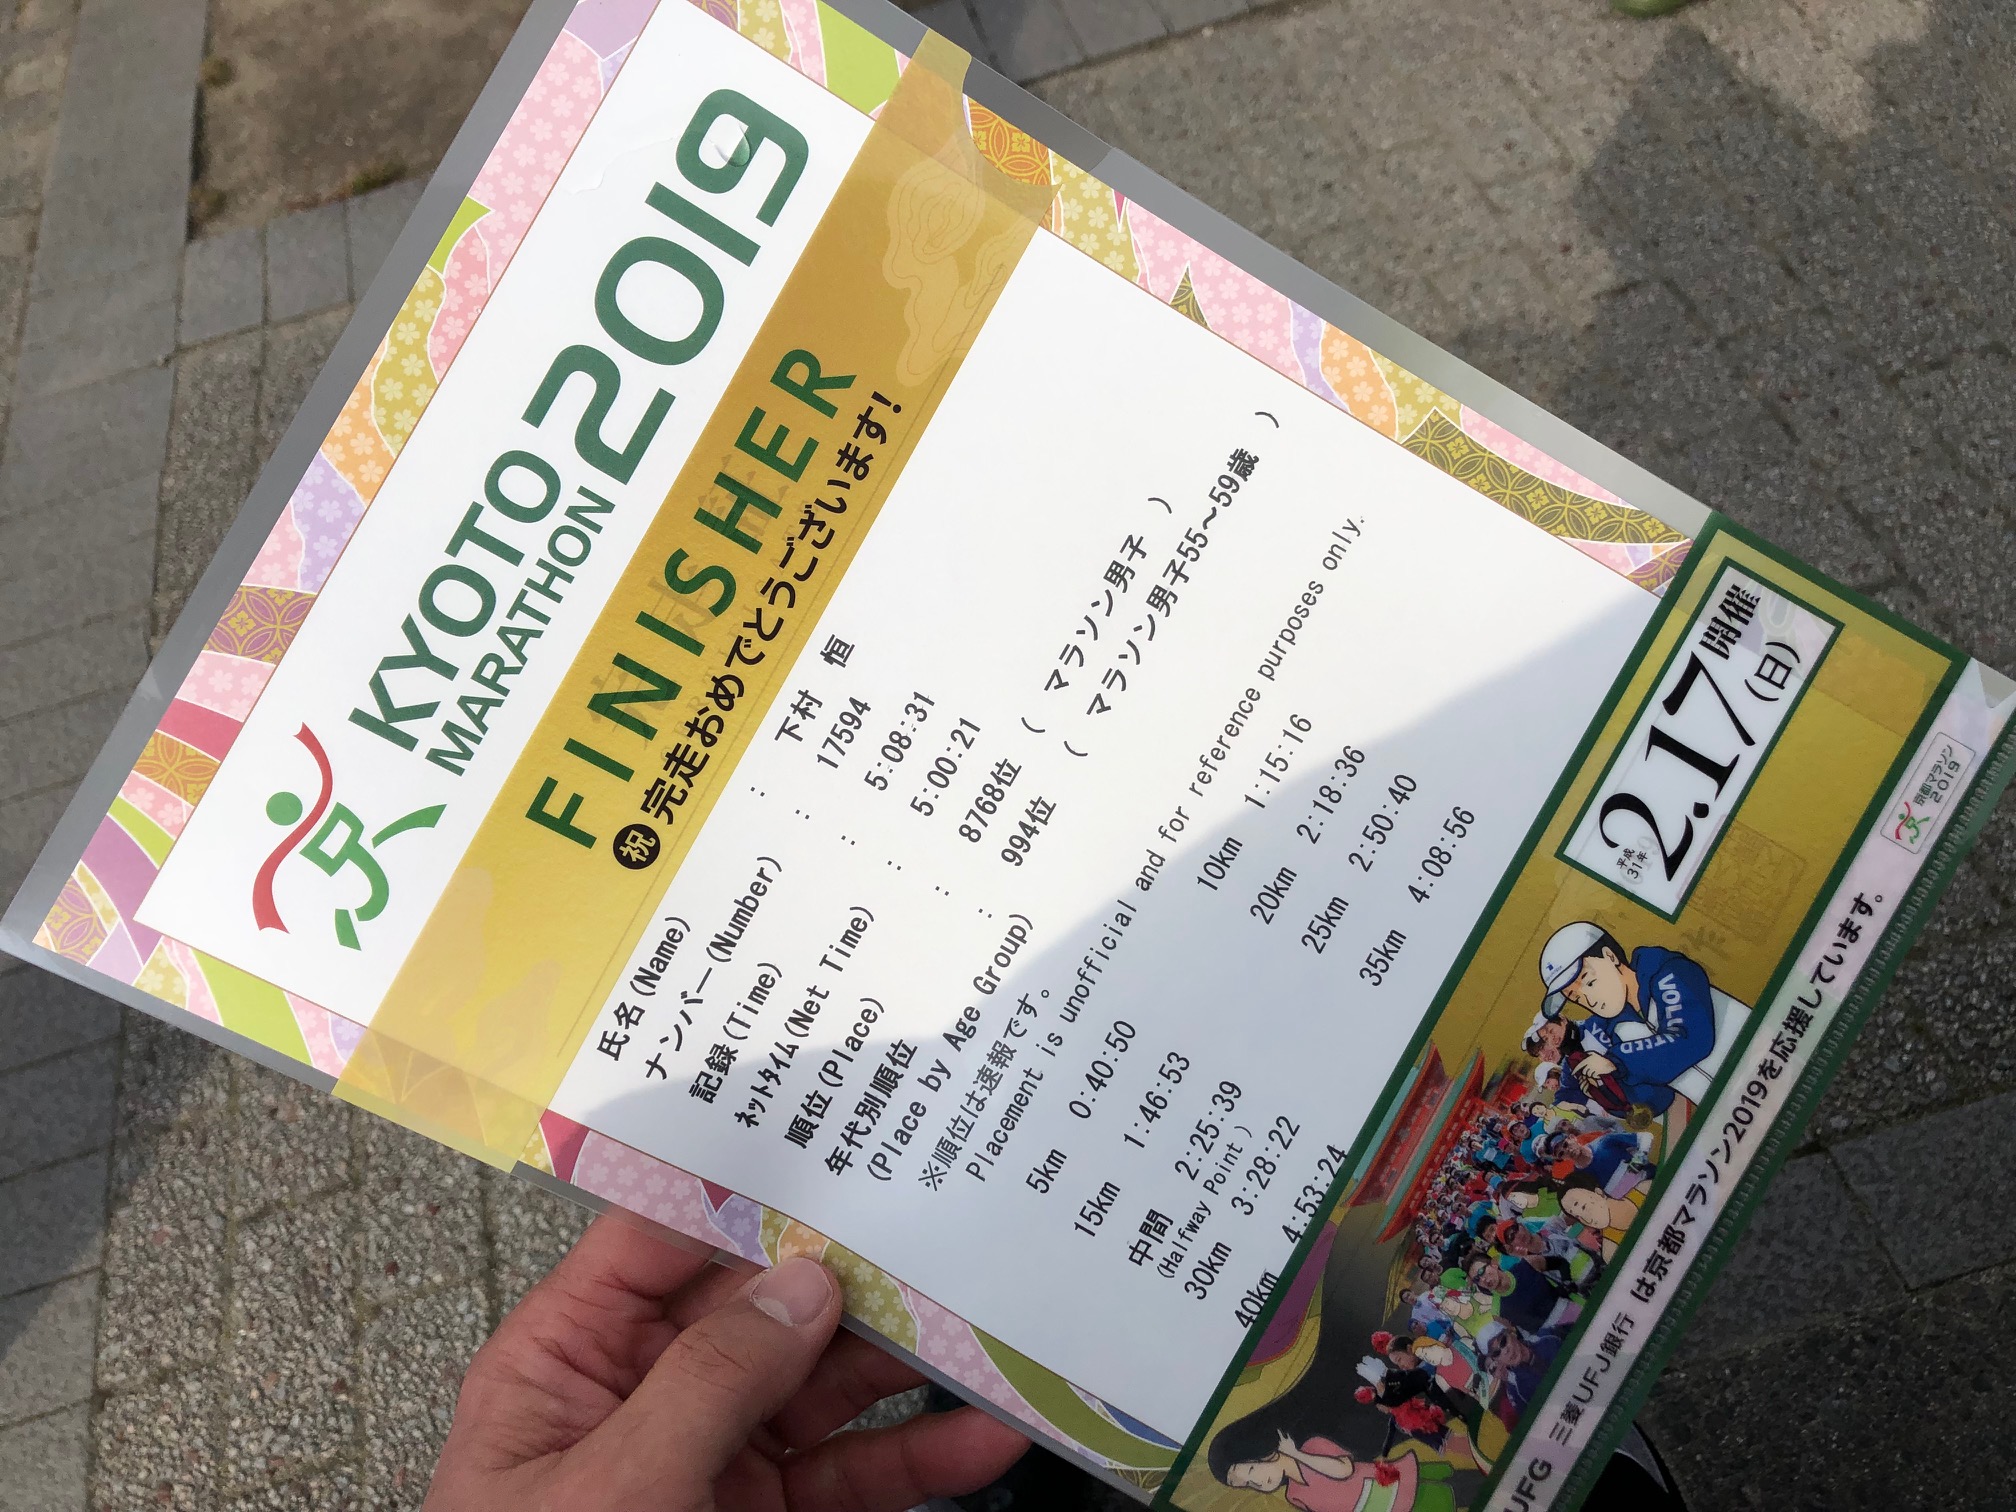 KYOTO
MARATHON
2019
FINISHER
祝 完走おめでとうございます!
氏名(Name) : 下村 恒
ナンバー(Number) : 17594
記録(Time) : 5:08:31
ネットタイム(Net Time) : 5:00:21
順位(Place) : 8768位 ( マラソン男子 )
年代別順位
(Place by Age Group) : 994位 ( マラソン男子55～59歳 )
※順位は速報です。
Placement is unofficial and for reference purposes only.
5km 0:40:50 10km 1:15:16
15km 1:46:53 20km 2:18:36
中間 2:25:39 25km 2:50:40
(Halfway Point)
30km 3:28:22 35km 4:08:56
40km 4:53:24
平成31年
2.17 開催
(日)
京都マラソン
2019
UFG 三菱UFJ銀行 は京都マラソン2019を応援しています。